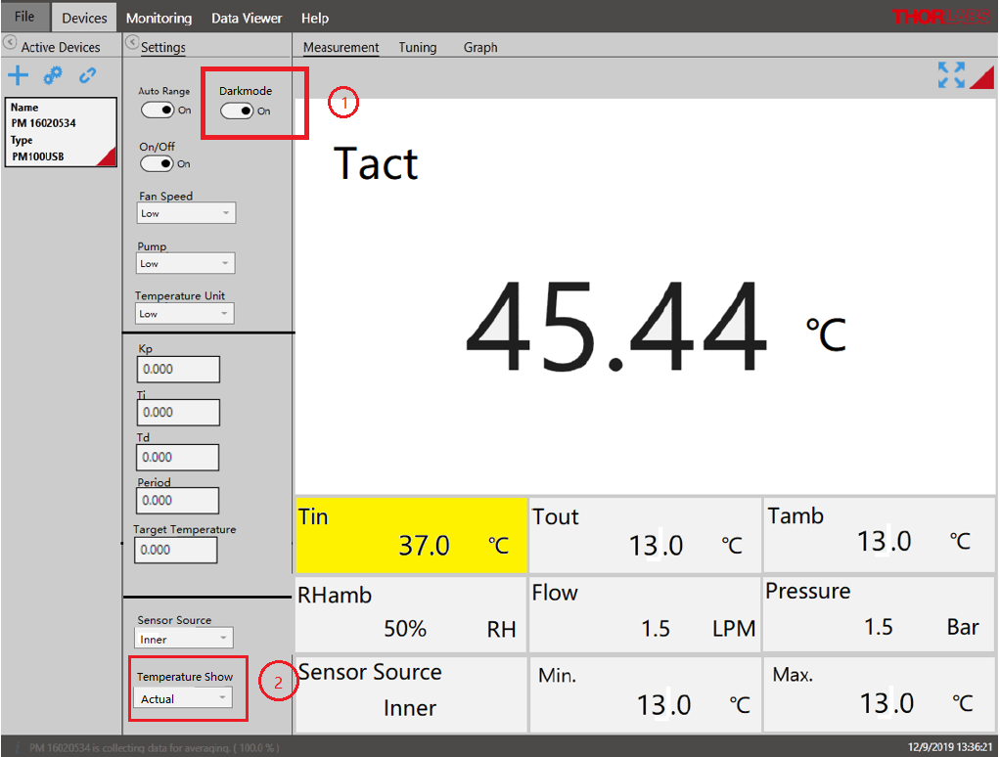 File Devices Monitoring Data Viewer Help THORLABS
Active Devices Settings Measurement Tuning Graph
Name
PM 16020534
Type
PM100USB
Auto Range
On
Darkmode
On
1
On/Off
On
Fan Speed
Low
Pump
Low
Temperature Unit
Low
Kp
0.000
Ti
0.000
Td
0.000
Period
0.000
Target Temperature
0.000
Sensor Source
Inner
Temperature Show
Actual
2
Tact
45.44 ℃
Tin
37.0 ℃
Tout
13.0 ℃
Tamb
13.0 ℃
RHamb
50% RH
Flow
1.5 LPM
Pressure
1.5 Bar
Sensor Source
Inner
Min.
13.0 ℃
Max.
13.0 ℃
i PM 16020534 is collecting data for averaging. ( 100.0 % ) 12/9/2019 13:36:21